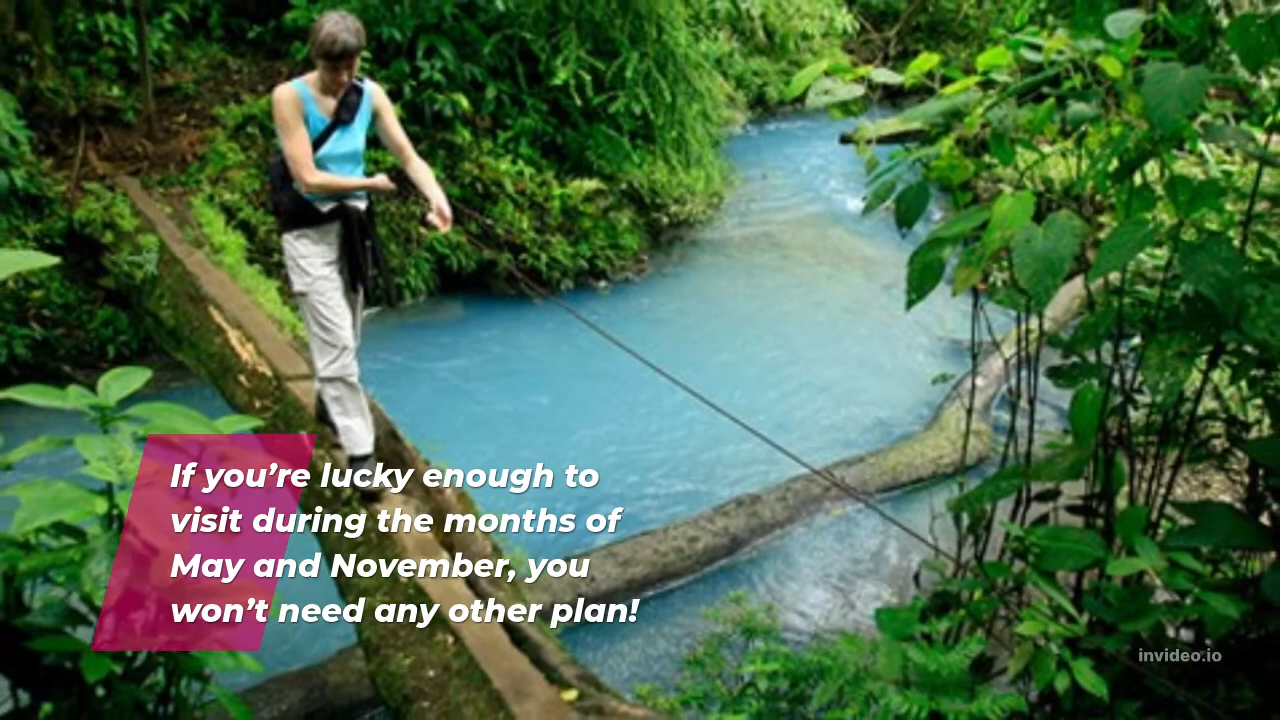 If you’re lucky enough to
visit during the months of
May and November, you
won’t need any other plan!
invideo.io